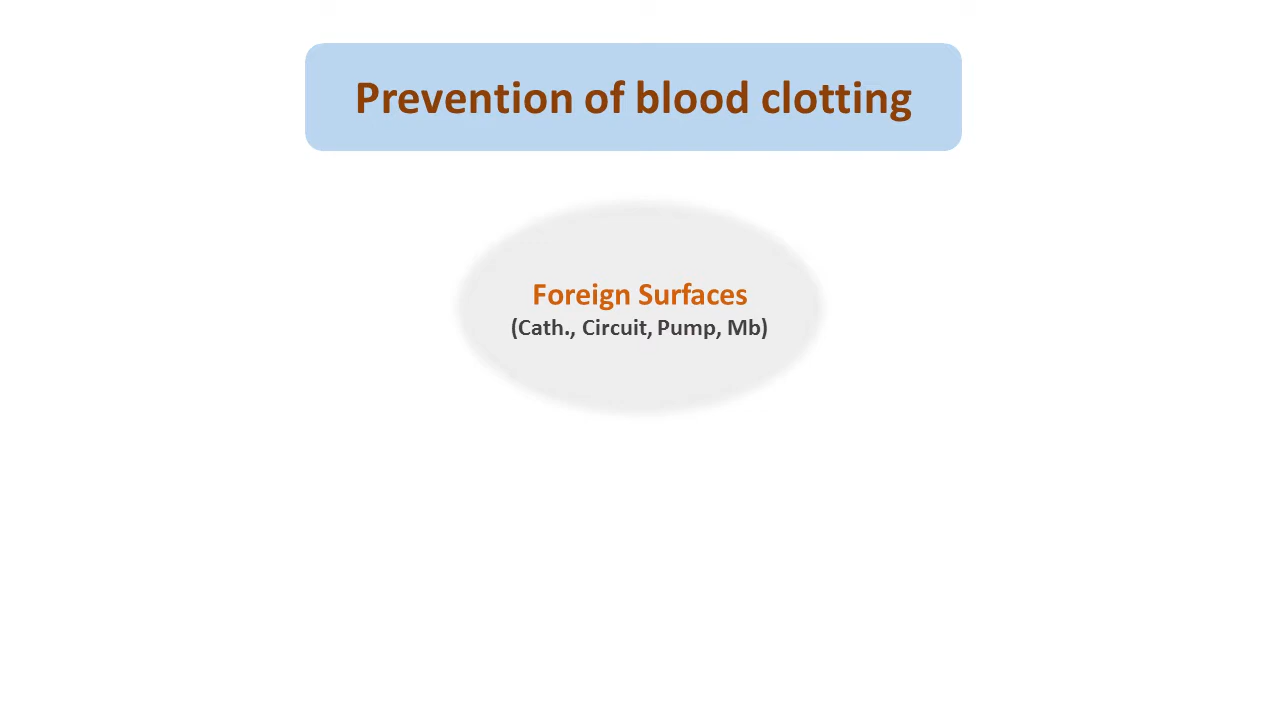 Prevention of blood clotting
Foreign Surfaces
(Cath., Circuit, Pump, Mb)